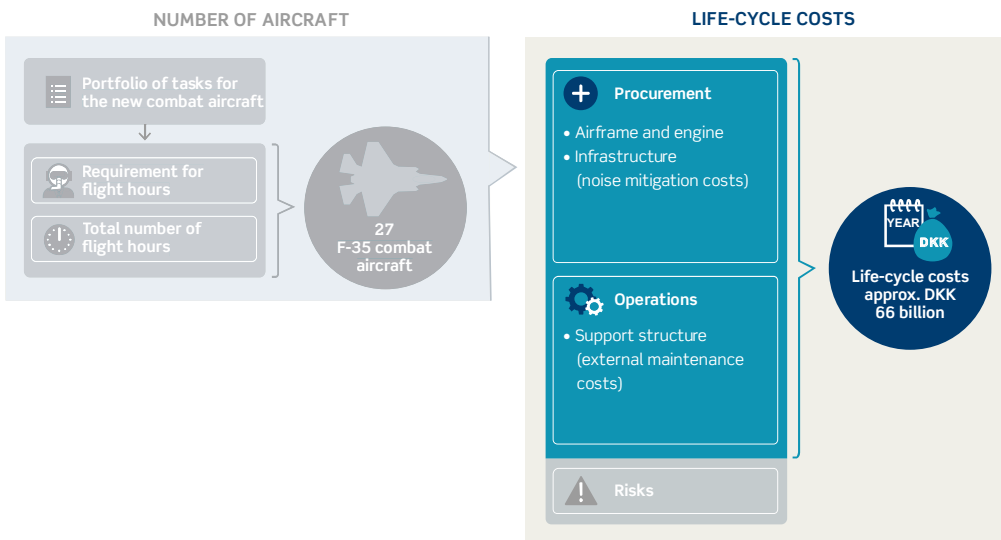 NUMBER OF AIRCRAFT
Portfolio of tasks for
the new combat aircraft
Requirement for
flight hours
Total number of
flight hours
27
F-35 combat
aircraft
LIFE-CYCLE COSTS
Procurement
• Airframe and engine
• Infrastructure
(noise mitigation costs)
Operations
• Support structure
(external maintenance
costs)
Risks
YEAR
DKK
Life-cycle costs
approx. DKK
66 billion